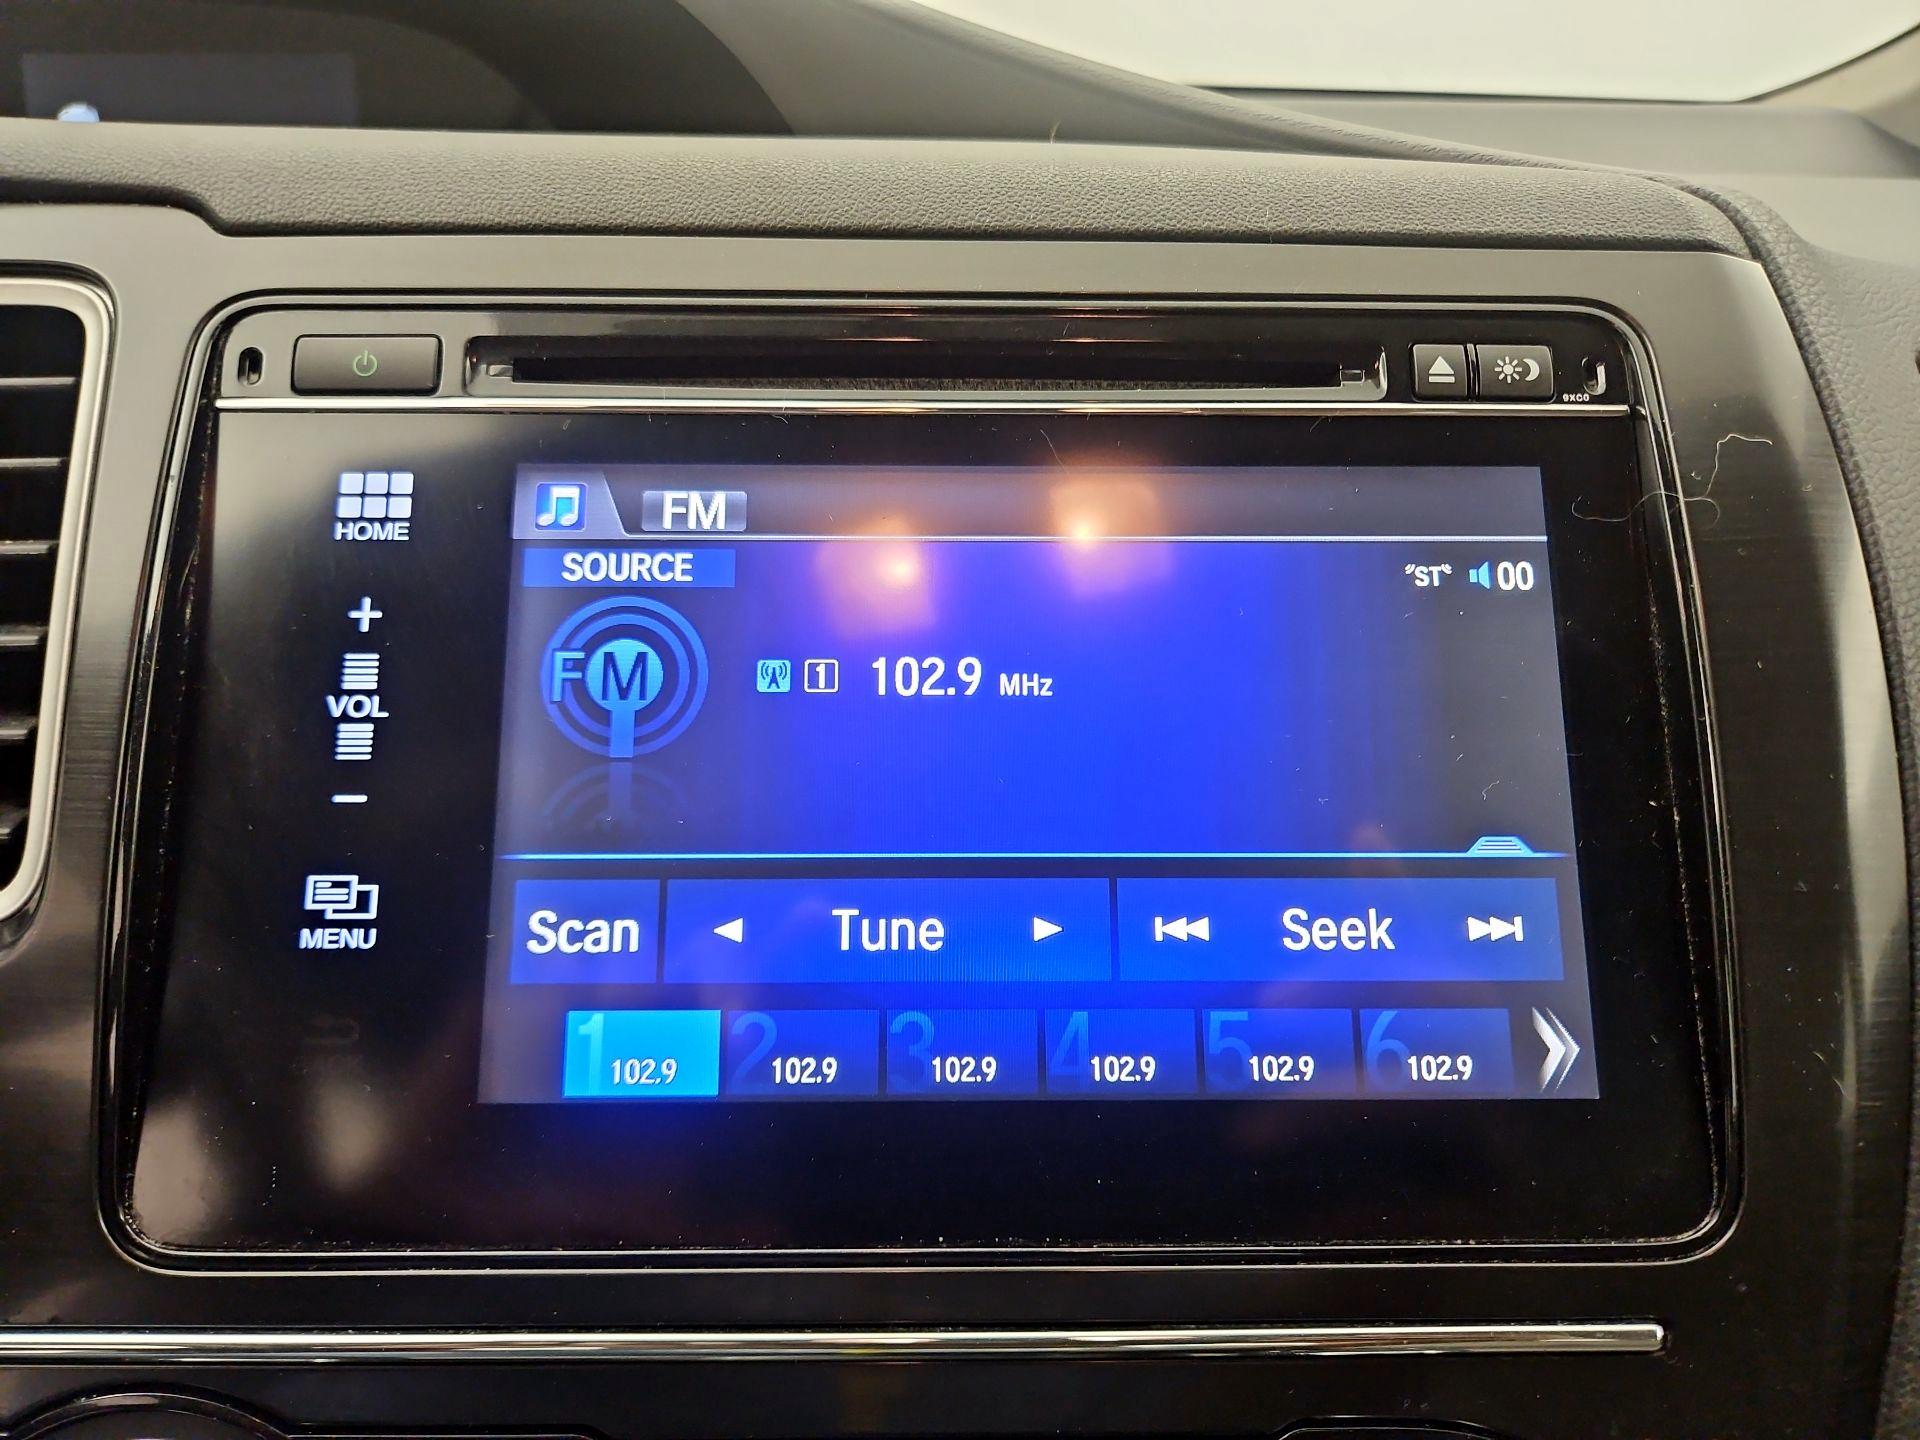 9XC0
HOME
FM
SOURCE
"ST" 00
+
FM
1 102.9 MHz
VOL
−
Scan Tune Seek
MENU
1 2 3 4 5 6
102.9 102.9 102.9 102.9 102.9 102.9